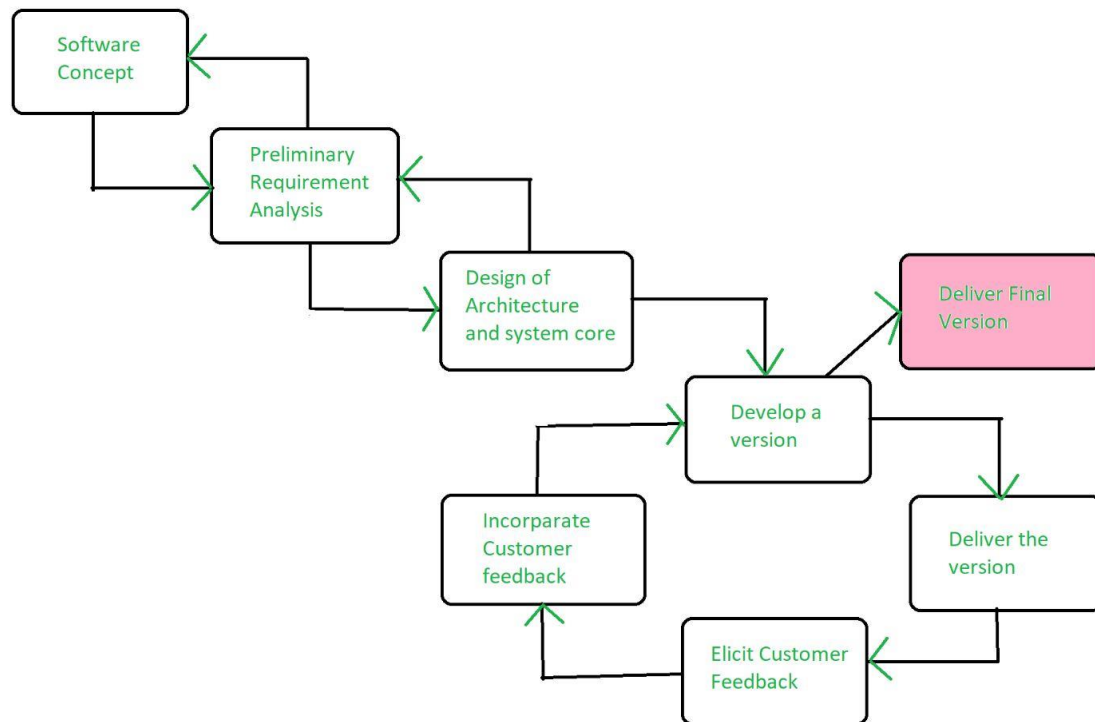 Software
Concept
Preliminary
Requirement
Analysis
Design of
Architecture
and system core
Deliver Final
Version
Develop a
version
Incorparate
Customer
feedback
Deliver the
version
Elicit Customer
Feedback